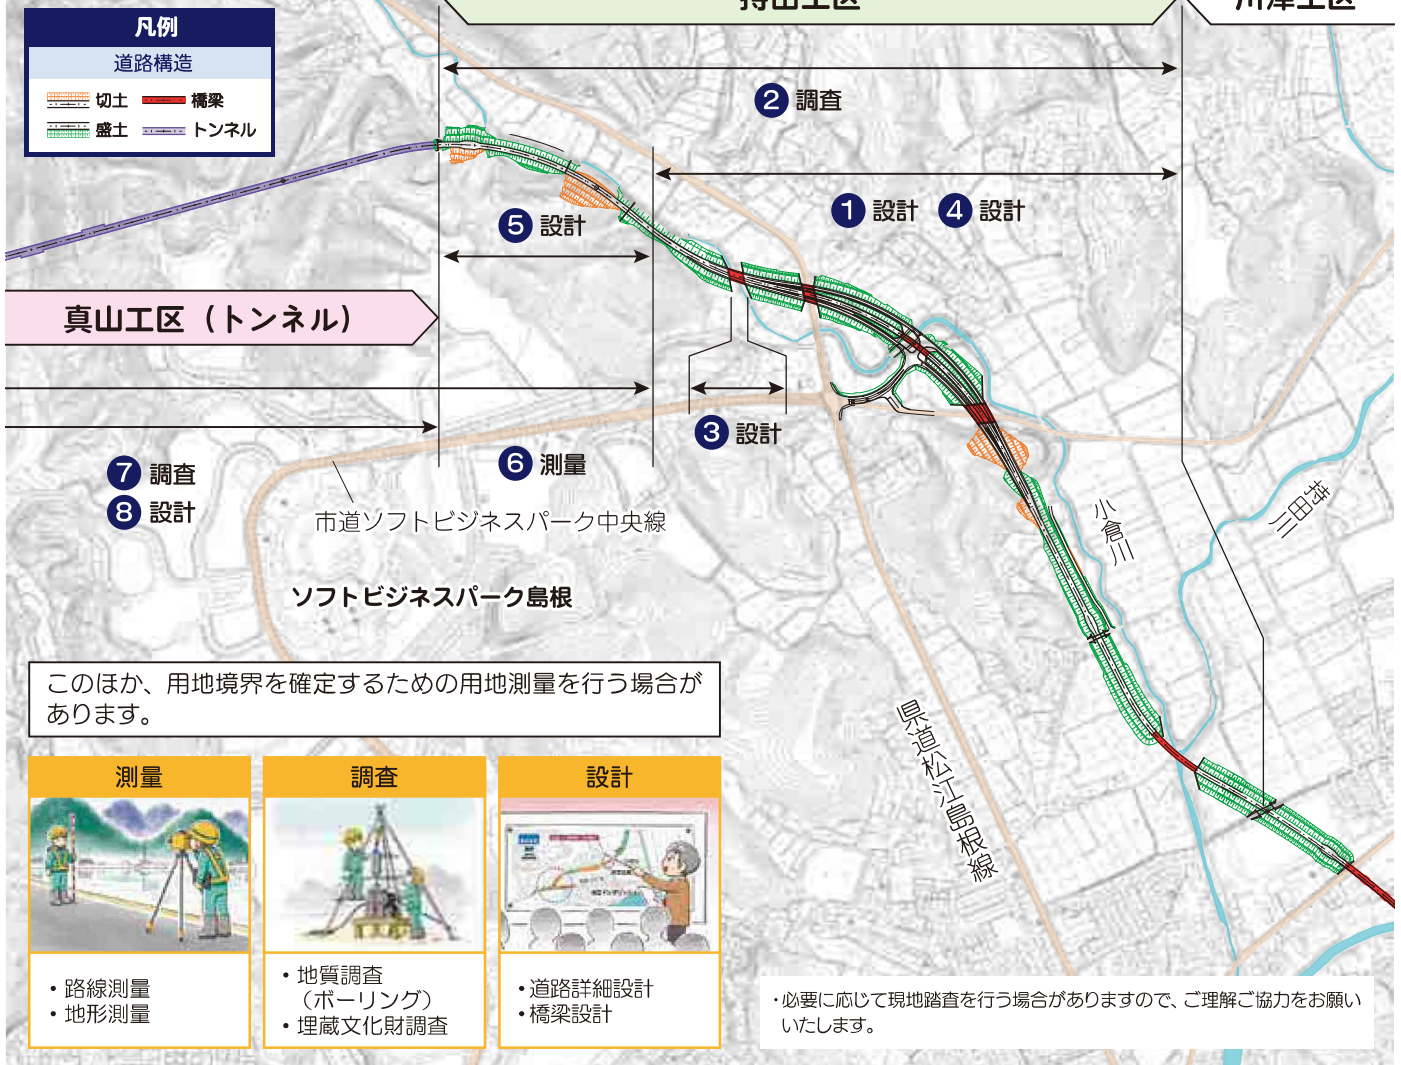 持田工区
川津工区
凡例
道路構造
切土
橋梁
盛土
トンネル
2 調査
1 設計 4 設計
5 設計
真山工区（トンネル）
3 設計
6 測量
7 調査
8 設計
市道ソフトビジネスパーク中央線
ソフトビジネスパーク島根
小倉川
持田川
県道松江島根線
このほか、用地境界を確定するための用地測量を行う場合が
あります。
測量
・路線測量
・地形測量
調査
・地質調査
（ボーリング）
・埋蔵文化財調査
設計
・道路詳細設計
・橋梁設計
・必要に応じて現地踏査を行う場合がありますので、ご理解ご協力をお願い
いたします。